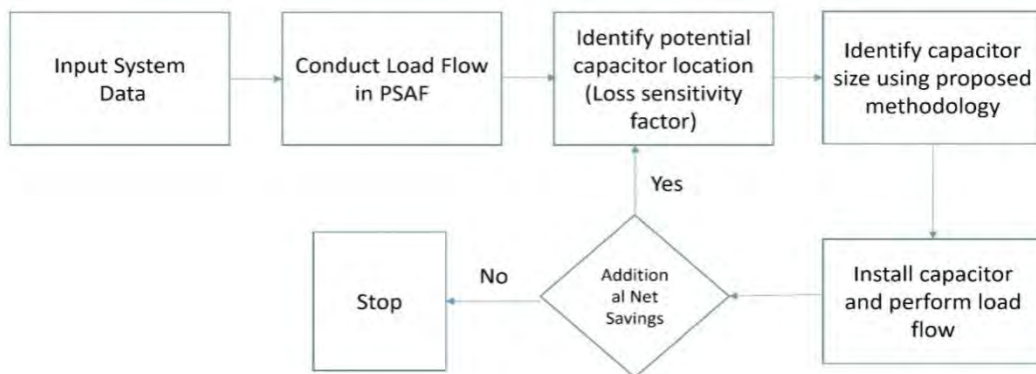 Input System
Data
Conduct Load Flow
in PSAF
Identify potential
capacitor location
(Loss sensitivity
factor)
Identify capacitor
size using proposed
methodology
Yes
Install capacitor
and perform load
flow
Addition
al Net
Savings
No
Stop